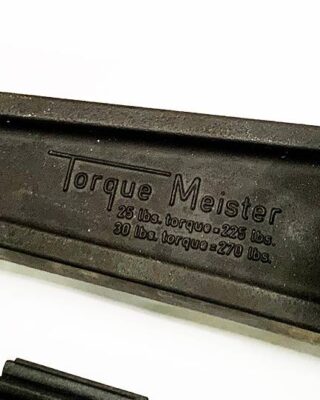 Torque Meister
25 lbs. torque=225 lbs.
30 lbs. torque=270 lbs.